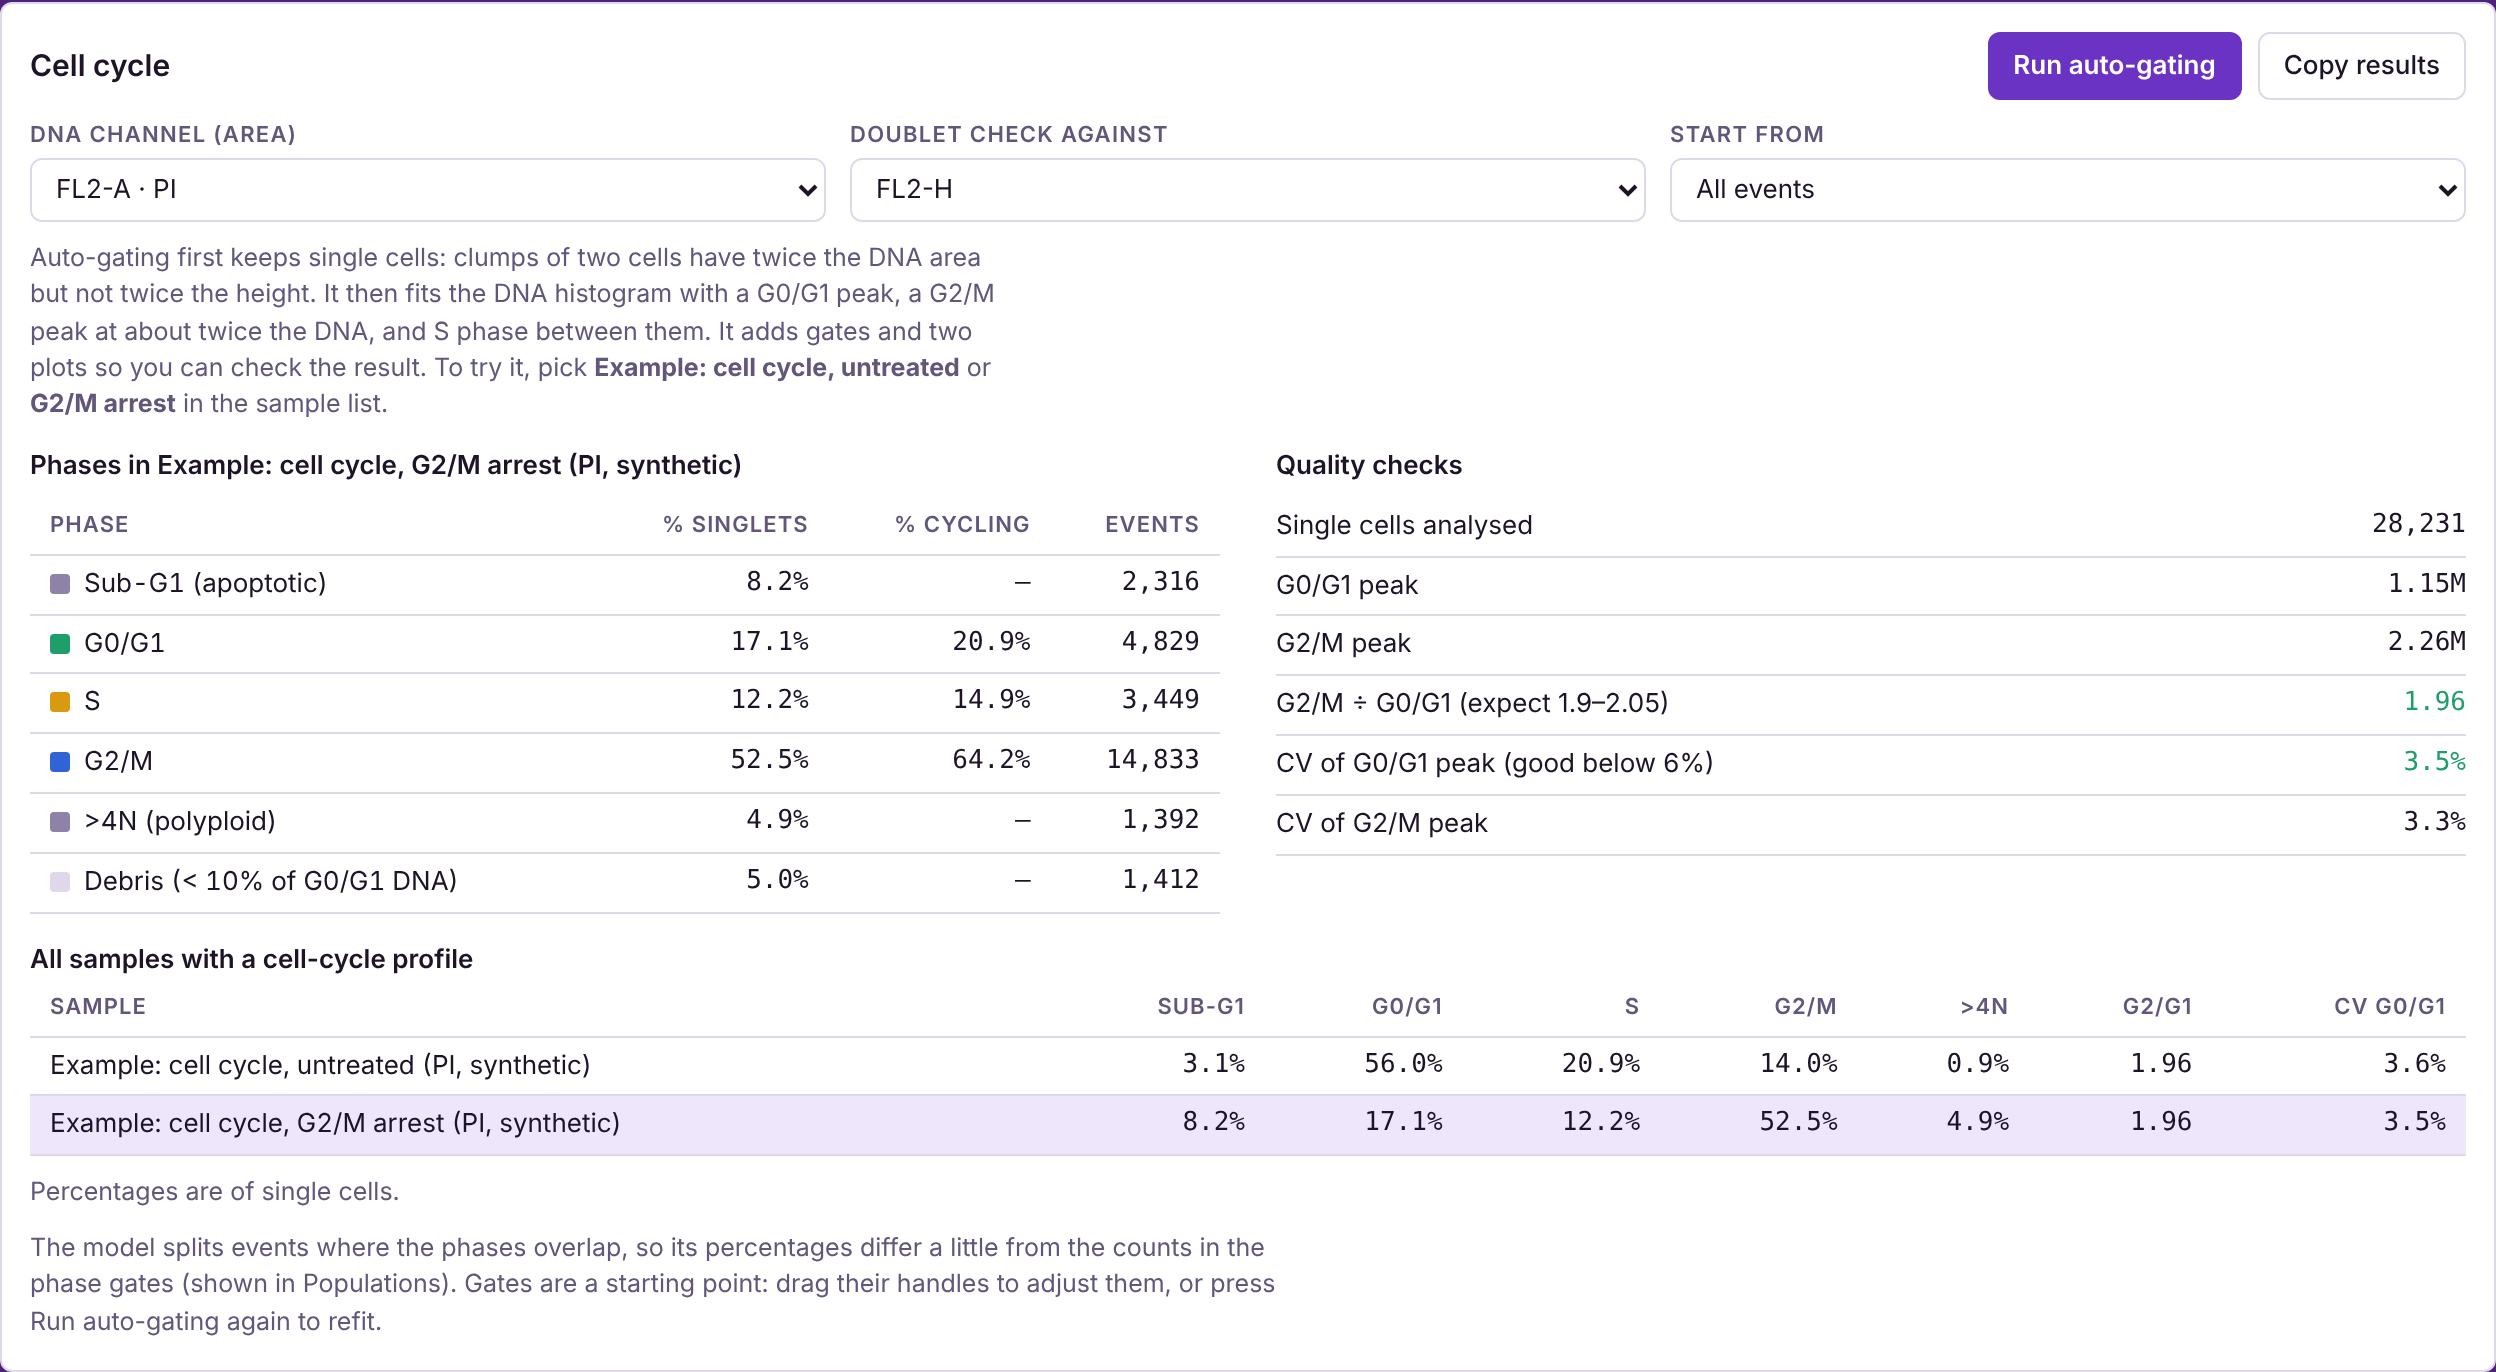 Cell cycle
Run auto-gating
Copy results
DNA CHANNEL (AREA)
DOUBLET CHECK AGAINST
START FROM
FL2-A · PI
FL2-H
All events
Auto-gating first keeps single cells: clumps of two cells have twice the DNA area
but not twice the height. It then fits the DNA histogram with a G0/G1 peak, a G2/M
peak at about twice the DNA, and S phase between them. It adds gates and two
plots so you can check the result. To try it, pick Example: cell cycle, untreated or
G2/M arrest in the sample list.
Phases in Example: cell cycle, G2/M arrest (PI, synthetic)
PHASE % SINGLETS % CYCLING EVENTS
Sub-G1 (apoptotic) 8.2% – 2,316
G0/G1 17.1% 20.9% 4,829
S 12.2% 14.9% 3,449
G2/M 52.5% 64.2% 14,833
>4N (polyploid) 4.9% – 1,392
Debris (< 10% of G0/G1 DNA) 5.0% – 1,412
Quality checks
Single cells analysed 28,231
G0/G1 peak 1.15M
G2/M peak 2.26M
G2/M ÷ G0/G1 (expect 1.9–2.05) 1.96
CV of G0/G1 peak (good below 6%) 3.5%
CV of G2/M peak 3.3%
All samples with a cell-cycle profile
SAMPLE SUB-G1 G0/G1 S G2/M >4N G2/G1 CV G0/G1
Example: cell cycle, untreated (PI, synthetic) 3.1% 56.0% 20.9% 14.0% 0.9% 1.96 3.6%
Example: cell cycle, G2/M arrest (PI, synthetic) 8.2% 17.1% 12.2% 52.5% 4.9% 1.96 3.5%
Percentages are of single cells.
The model splits events where the phases overlap, so its percentages differ a little from the counts in the
phase gates (shown in Populations). Gates are a starting point: drag their handles to adjust them, or press
Run auto-gating again to refit.